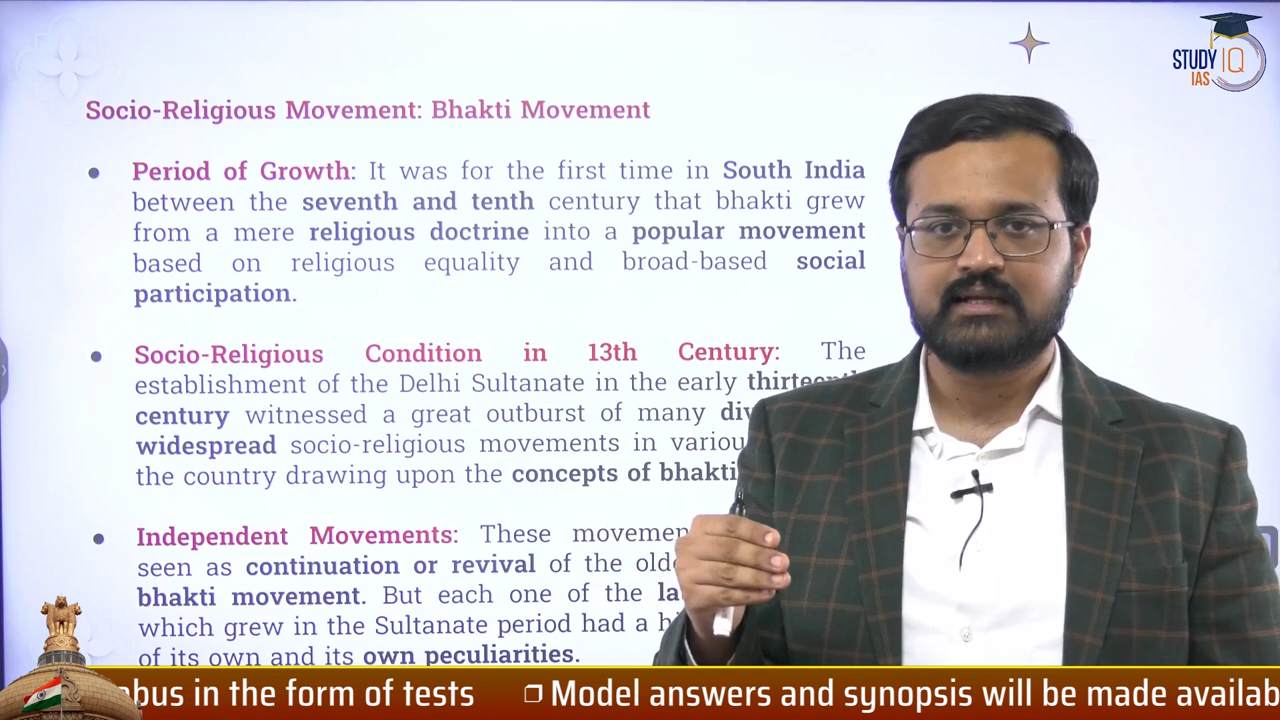 STUDY IQ
IAS
Socio-Religious Movement: Bhakti Movement
● Period of Growth: It was for the first time in South India
between the seventh and tenth century that bhakti grew
from a mere religious doctrine into a popular movement
based on religious equality and broad-based social
participation.
● Socio-Religious Condition in 13th Century: The
establishment of the Delhi Sultanate in the early thirteenth
century witnessed a great outburst of many
widespread socio-religious movements in
the country drawing upon the concepts of bhakti
● Independent Movements: These
seen as continuation or revival of the
bhakti movement. But each one of the
which grew in the Sultanate period had a
of its own and its own peculiarities.
in the form of tests ❐ Model answers and synopsis will be made